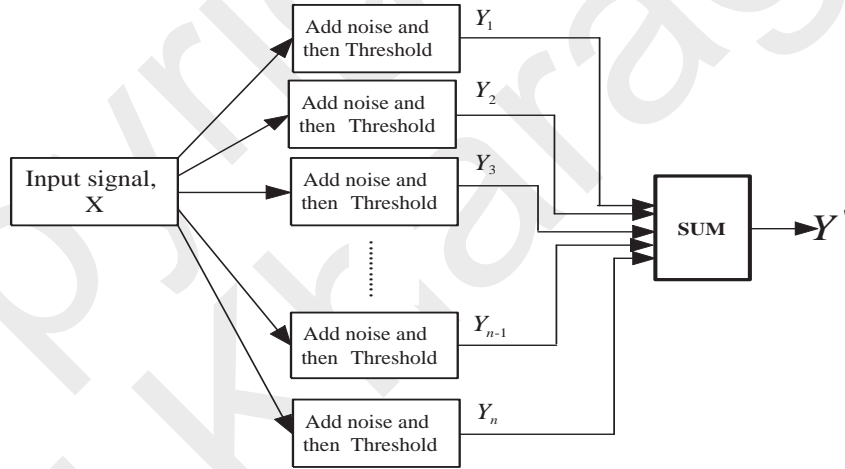 Add noise and
then Threshold
Y1
Add noise and
then Threshold
Y2
Input signal,
X
Add noise and
then Threshold
Y3
SUM
Y'
Add noise and
then Threshold
Yn-1
Add noise and
then Threshold
Yn